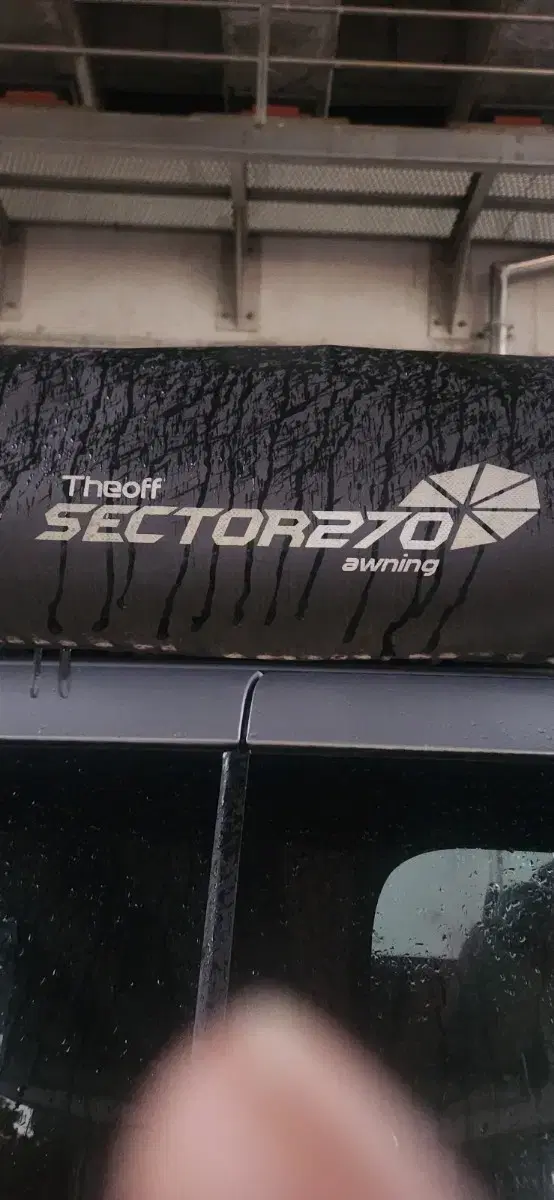 Theoff
SECTOR270
awning